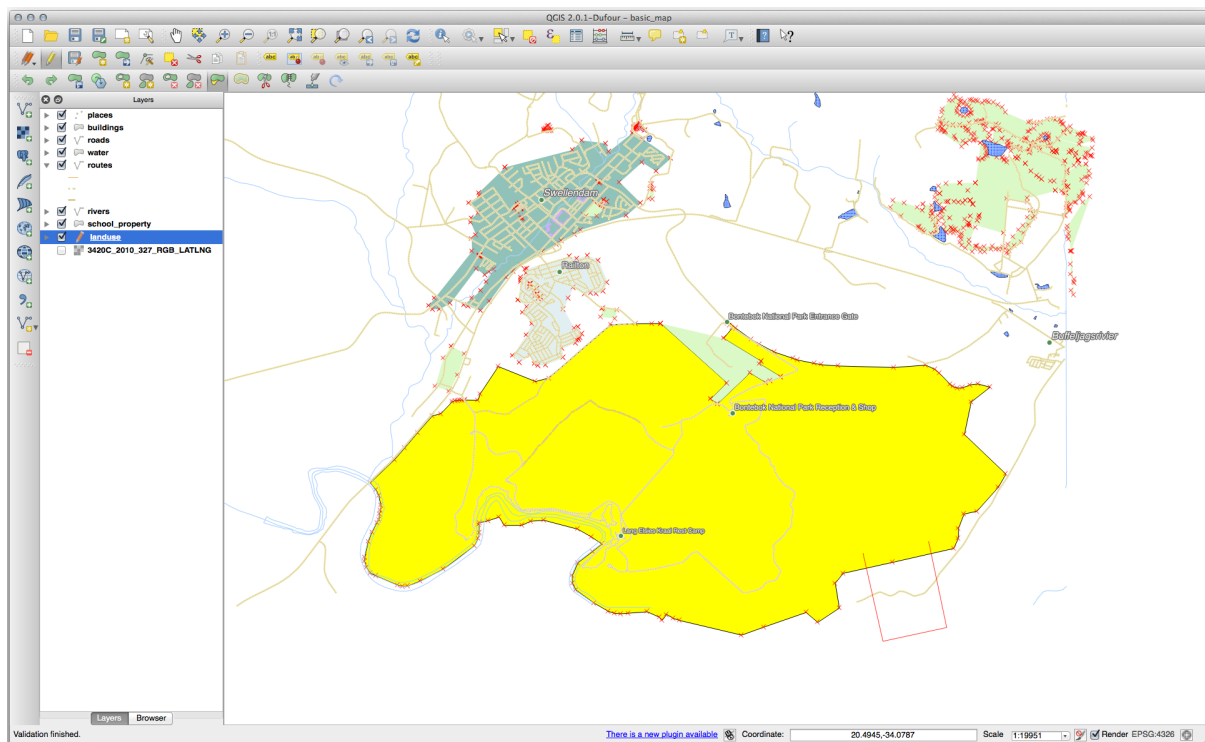 QGIS 2.0.1-Dufour – basic_map
Layers
places
buildings
roads
water
routes
rivers
school_property
landuse
3420C_2010_327_RGB_LATLNG
Swellendam
Railton
Bontebok National Park Entrance Gate
Buffeljagsrivier
Bontebok National Park Reception & Shop
Lang Elsies Kraal Rest Camp
Layers
Browser
Validation finished.
There is a new plugin available
Coordinate:
20.4945,-34.0787
Scale
1:19951
Render
EPSG:4326